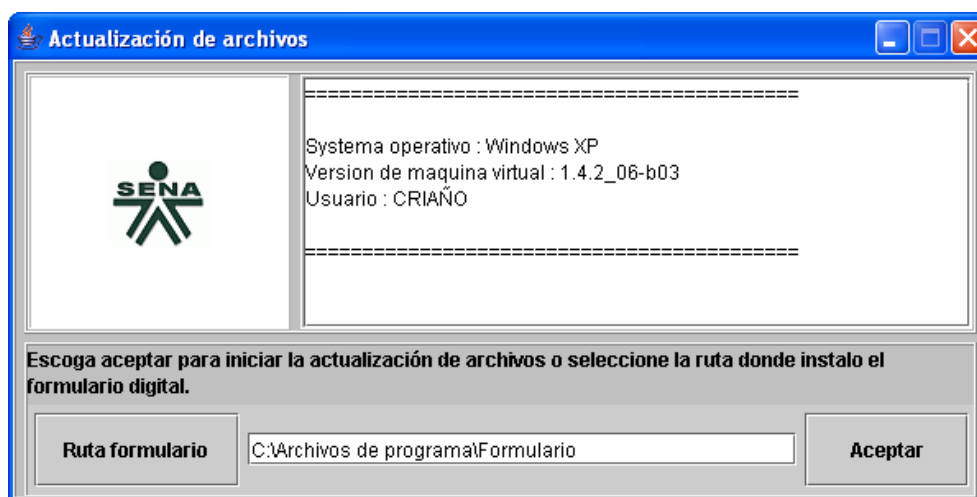 Actualización de archivos
SENA
===========================================
Systema operativo : Windows XP
Version de maquina virtual : 1.4.2_06-b03
Usuario : CRIAÑO
===========================================
Escoga aceptar para iniciar la actualización de archivos o seleccione la ruta donde instalo el
formulario digital.
Ruta formulario
C:\Archivos de programa\Formulario
Aceptar